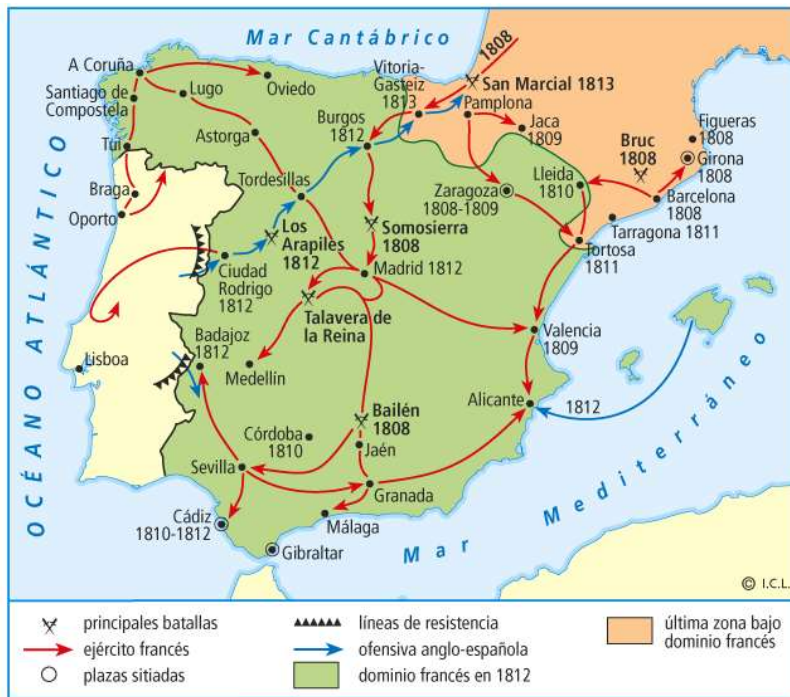 Mar Cantábrico
1808
A Coruña
Oviedo
Lugo
Santiago de
Compostela
Vitoria-
Gasteiz
1813
San Marcial 1813
Pamplona
Jaca
1809
Figueras
1808
Burgos
1812
Astorga
Bruc
1808
Girona
1808
Tui
Tordesillas
Zaragoza
1808-1809
Lleida
1810
Barcelona
1808
Braga
Oporto
Los
Arapiles
1812
Somosierra
1808
Tarragona 1811
Tortosa
1811
Ciudad
Rodrigo
1812
Madrid 1812
Talavera de
la Reina
Valencia
1809
Badajoz
1812
Lisboa
Medellín
Alicante
1812
Bailén
1808
Córdoba
1810
Jaén
Sevilla
Granada
Cádiz
1810-1812
Málaga
Gibraltar
OCÉANO ATLÁNTICO
Mar Mediterráneo
© I.C.L.
principales batallas
ejército francés
plazas sitiadas
líneas de resistencia
ofensiva anglo-española
dominio francés en 1812
última zona bajo
dominio francés